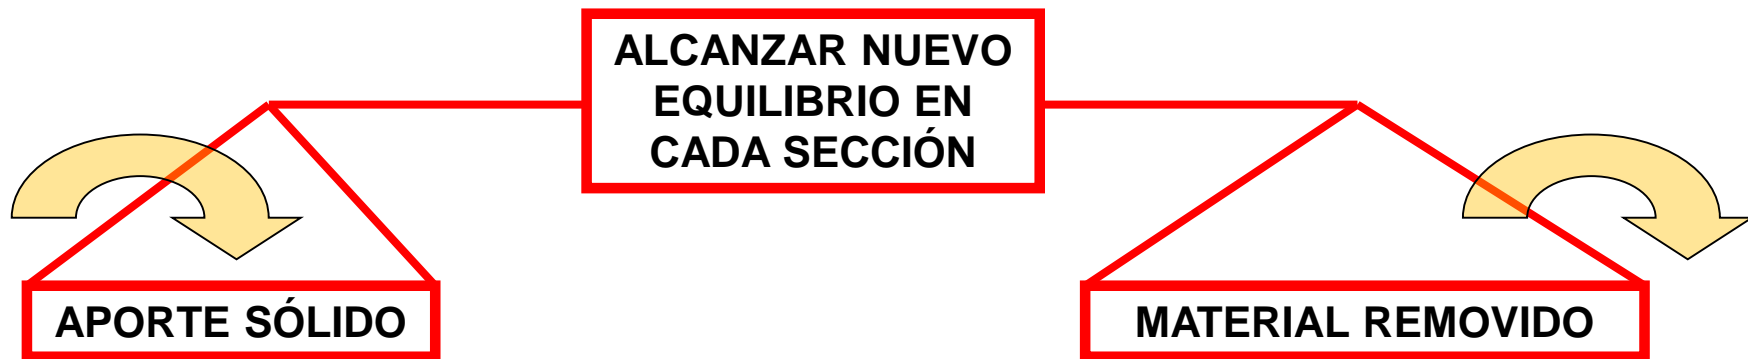 ALCANZAR NUEVO
EQUILIBRIO EN
CADA SECCIÓN
APORTE SÓLIDO
MATERIAL REMOVIDO